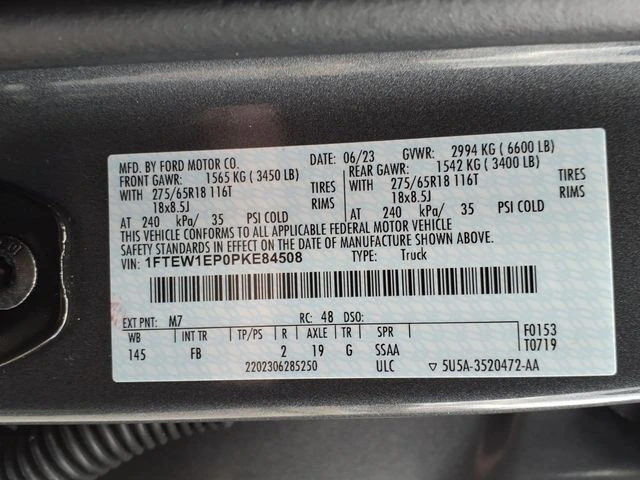 MFD. BY FORD MOTOR CO. DATE: 06/23 GVWR: 2994 KG (6600 LB)
FRONT GAWR: 1565 KG (3450 LB) REAR GAWR: 1542 KG (3400 LB)
WITH 275/65R18 116T TIRES WITH 275/65R18 116T TIRES
18x8.5J RIMS 18x8.5J RIMS
AT 240 kPa/ 35 PSI COLD AT 240 kPa/ 35 PSI COLD
THIS VEHICLE CONFORMS TO ALL APPLICABLE FEDERAL MOTOR VEHICLE
SAFETY STANDARDS IN EFFECT ON THE DATE OF MANUFACTURE SHOWN ABOVE.
VIN: 1FTEW1EP0PKE84508 TYPE: Truck
EXT PNT: M7 RC: 48 DSO: F0153
WB INT TR TP/PS R AXLE TR SPR T0719
145 FB 2 19 G SSAA
2202306285250 ULC ▽ 5U5A-3520472-AA